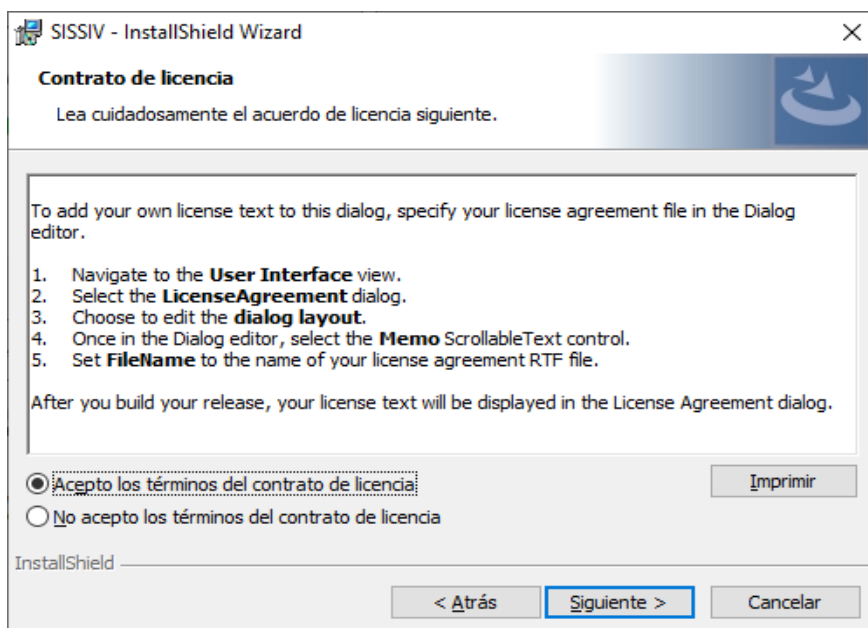 SISSIV - InstallShield Wizard
Contrato de licencia
Lea cuidadosamente el acuerdo de licencia siguiente.
To add your own license text to this dialog, specify your license agreement file in the Dialog
editor.
1. Navigate to the User Interface view.
2. Select the LicenseAgreement dialog.
3. Choose to edit the dialog layout.
4. Once in the Dialog editor, select the Memo ScrollableText control.
5. Set FileName to the name of your license agreement RTF file.
After you build your release, your license text will be displayed in the License Agreement dialog.
Acepto los términos del contrato de licencia
Imprimir
No acepto los términos del contrato de licencia
InstallShield
< Atrás
Siguiente >
Cancelar